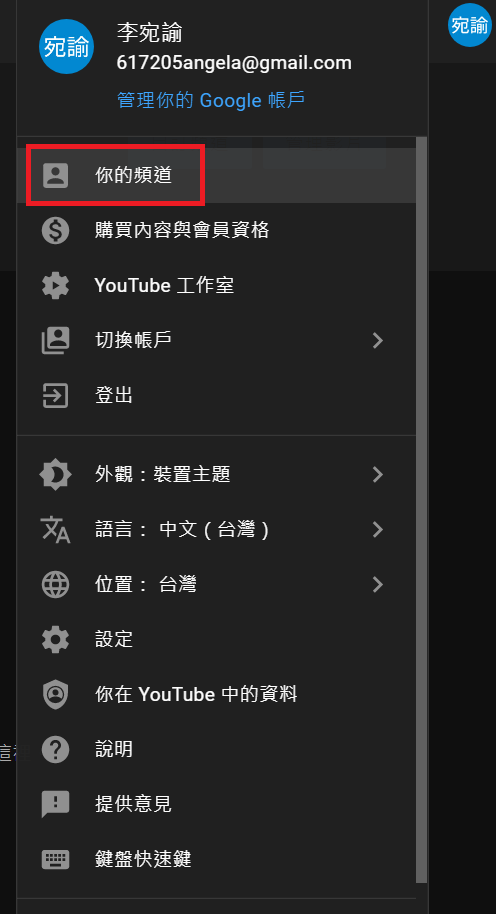 宛諭
李宛諭
宛諭
617205angela@gmail.com
管理你的 Google 帳戶
你的頻道
購買內容與會員資格
YouTube 工作室
切換帳戶
登出
外觀：裝置主題
語言： 中文 ( 台灣 )
位置： 台灣
設定
你在 YouTube 中的資料
這
說明
提供意見
鍵盤快速鍵